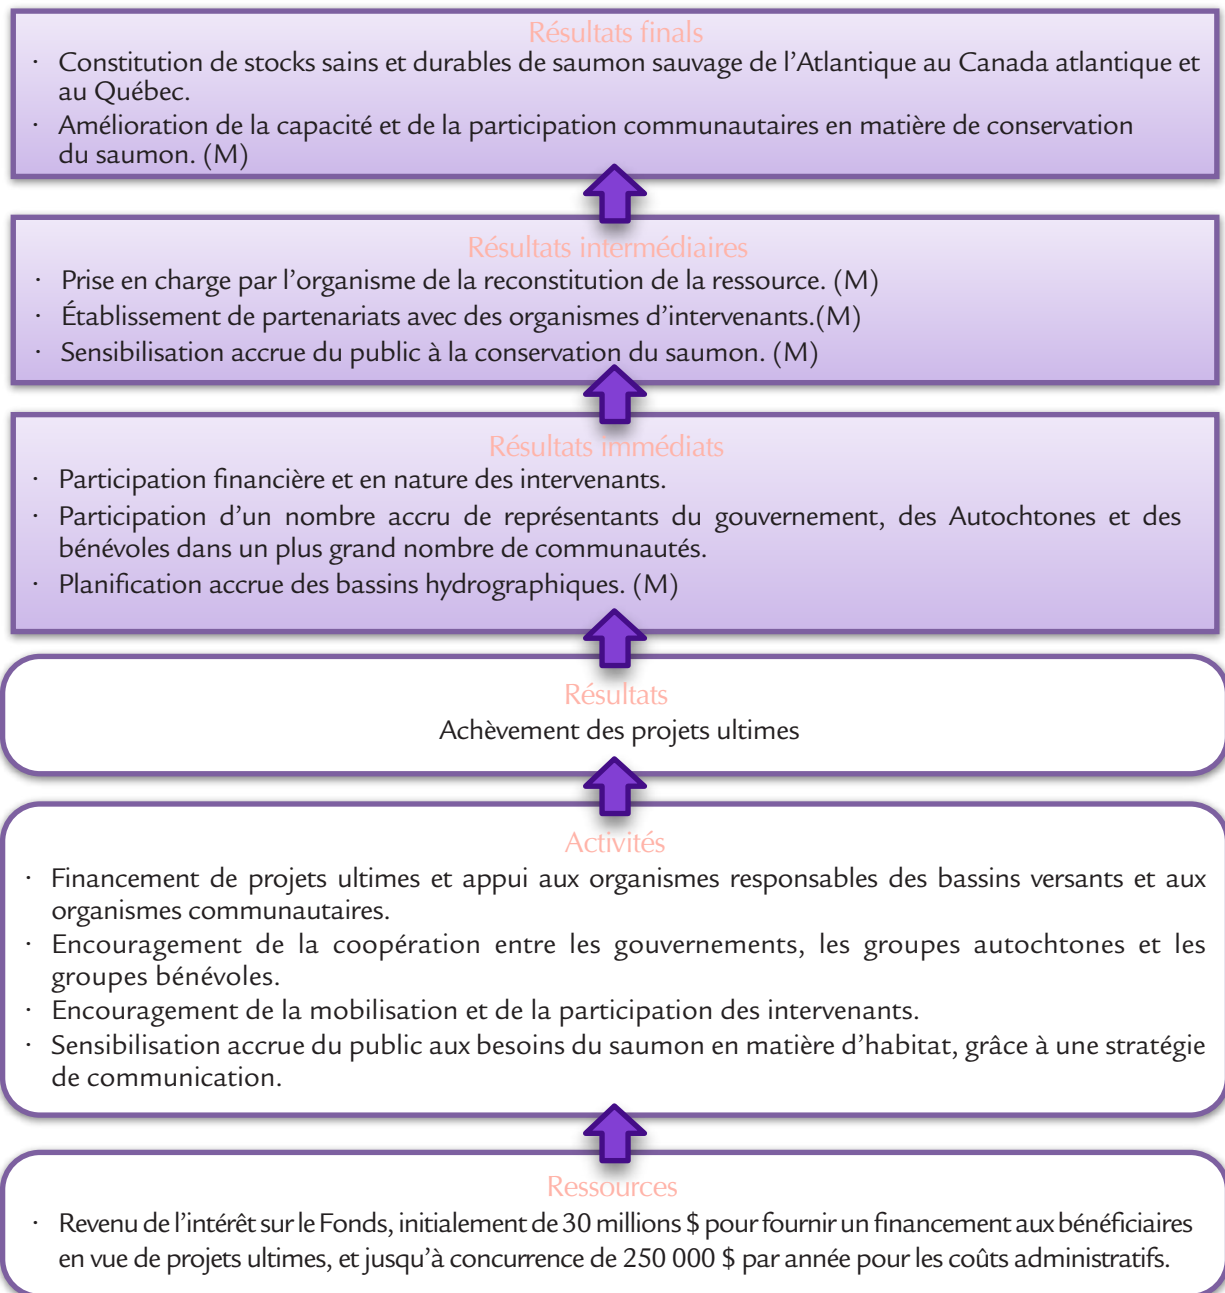 Résultats finals
· Constitution de stocks sains et durables de saumon sauvage de l’Atlantique au Canada atlantique et
au Québec.
· Amélioration de la capacité et de la participation communautaires en matière de conservation
du saumon. (M)
Résultats intermédiaires
· Prise en charge par l’organisme de la reconstitution de la ressource. (M)
· Établissement de partenariats avec des organismes d’intervenants.(M)
· Sensibilisation accrue du public à la conservation du saumon. (M)
Résultats immédiats
· Participation financière et en nature des intervenants.
· Participation d’un nombre accru de représentants du gouvernement, des Autochtones et des
bénévoles dans un plus grand nombre de communautés.
· Planification accrue des bassins hydrographiques. (M)
Résultats
Achèvement des projets ultimes
Activités
· Financement de projets ultimes et appui aux organismes responsables des bassins versants et aux
organismes communautaires.
· Encouragement de la coopération entre les gouvernements, les groupes autochtones et les
groupes bénévoles.
· Encouragement de la mobilisation et de la participation des intervenants.
· Sensibilisation accrue du public aux besoins du saumon en matière d’habitat, grâce à une stratégie
de communication.
Ressources
· Revenu de l’intérêt sur le Fonds, initialement de 30 millions $ pour fournir un financement aux bénéficiaires
en vue de projets ultimes, et jusqu’à concurrence de 250 000 $ par année pour les coûts administratifs.